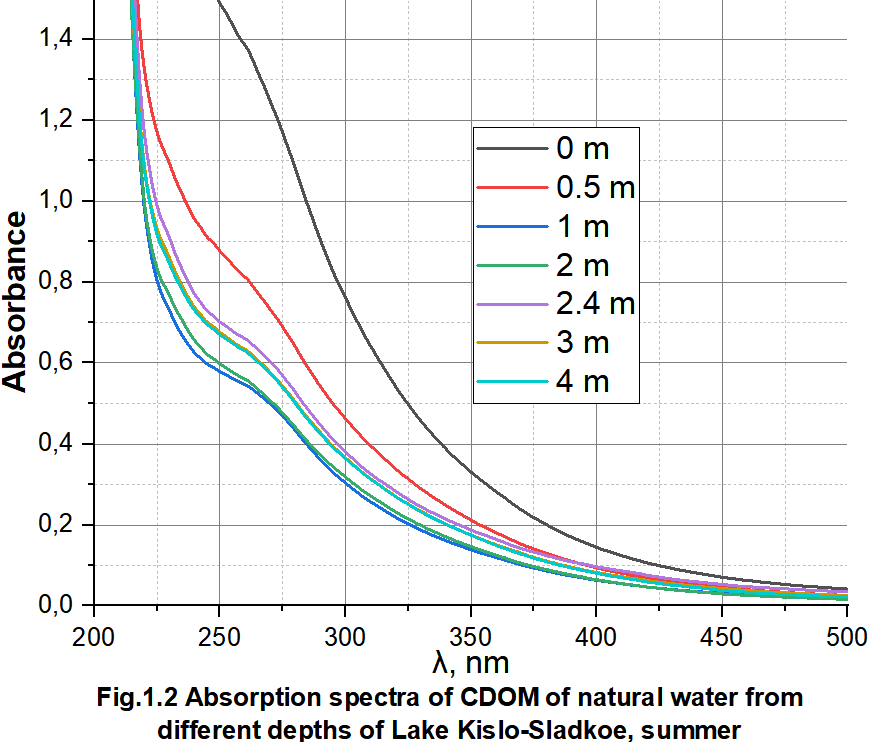 1,4
1,2
1,0
0,8
0,6
0,4
0,2
0,0
Absorbance
0 m
0.5 m
1 m
2 m
2.4 m
3 m
4 m
200 250 300 350 400 450 500
λ, nm
Fig.1.2 Absorption spectra of CDOM of natural water from
different depths of Lake Kislo-Sladkoe, summer